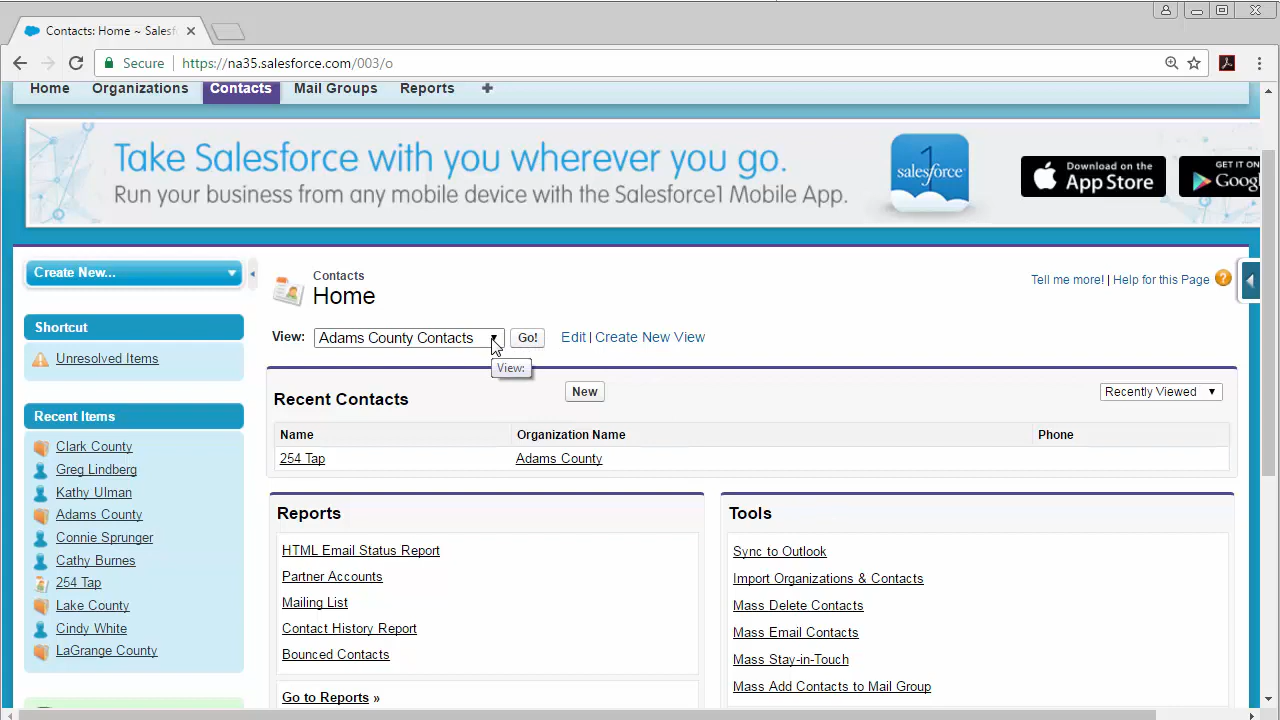 Contacts: Home ~ Salesf
Secure https://na35.salesforce.com/003/o
Home Organizations Contacts Mail Groups Reports +
Take Salesforce with you wherever you go.
Run your business from any mobile device with the Salesforce1 Mobile App.
salesforce 1
Download on the
App Store
GET IT ON
Goog
Create New...
Contacts
Home
Tell me more! | Help for this Page ?
View: Adams County Contacts Go! Edit | Create New View
View:
Shortcut
Unresolved Items
Recent Items
Clark County
Greg Lindberg
Kathy Ulman
Adams County
Connie Sprunger
Cathy Burnes
254 Tap
Lake County
Cindy White
LaGrange County
Recent Contacts New Recently Viewed
Name Organization Name Phone
254 Tap Adams County
Reports
HTML Email Status Report
Partner Accounts
Mailing List
Contact History Report
Bounced Contacts
Go to Reports »
Tools
Sync to Outlook
Import Organizations & Contacts
Mass Delete Contacts
Mass Email Contacts
Mass Stay-in-Touch
Mass Add Contacts to Mail Group